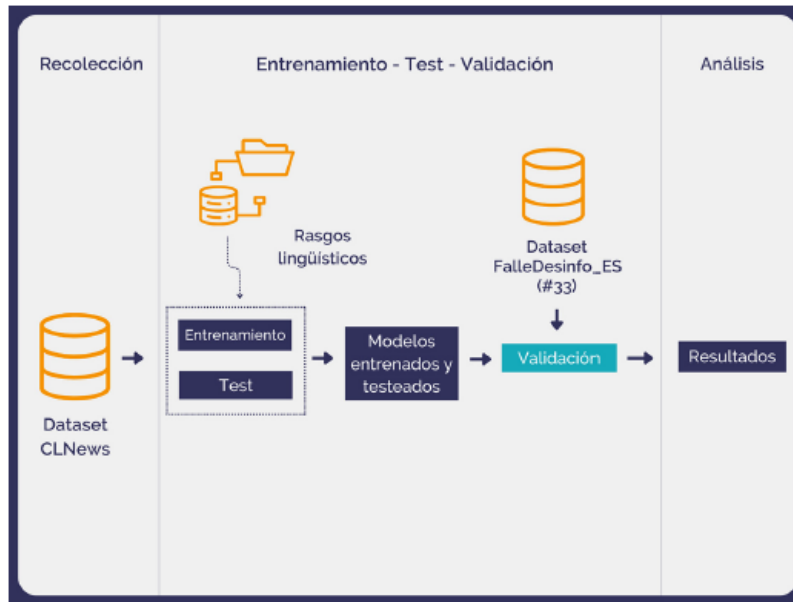 Recolección
Entrenamiento - Test - Validación
Análisis
Rasgos
lingüísticos
Dataset
FalleDesinfo_ES
(#33)
Entrenamiento
Test
Modelos
entrenados y
testeados
Validación
Resultados
Dataset
CLNews